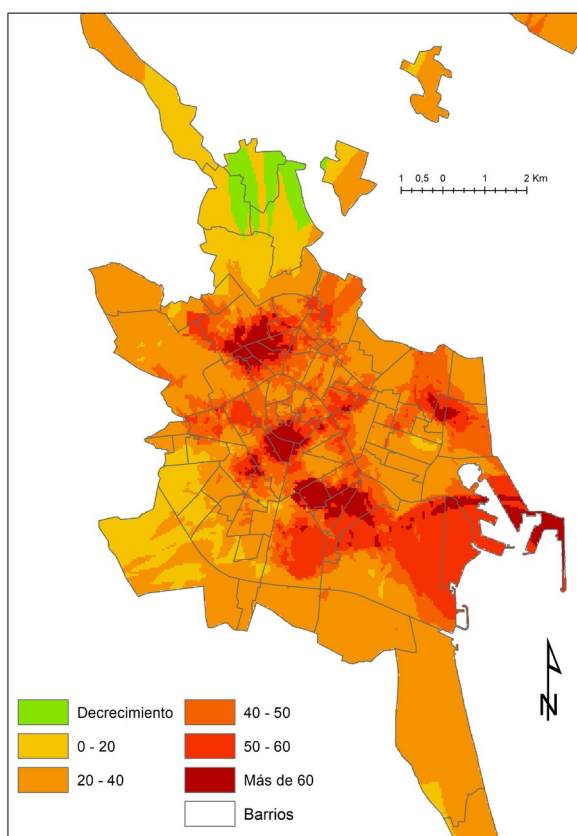 1 0,5 0 1 2 Km
N
Decrecimiento
0 - 20
20 - 40
40 - 50
50 - 60
Más de 60
Barrios